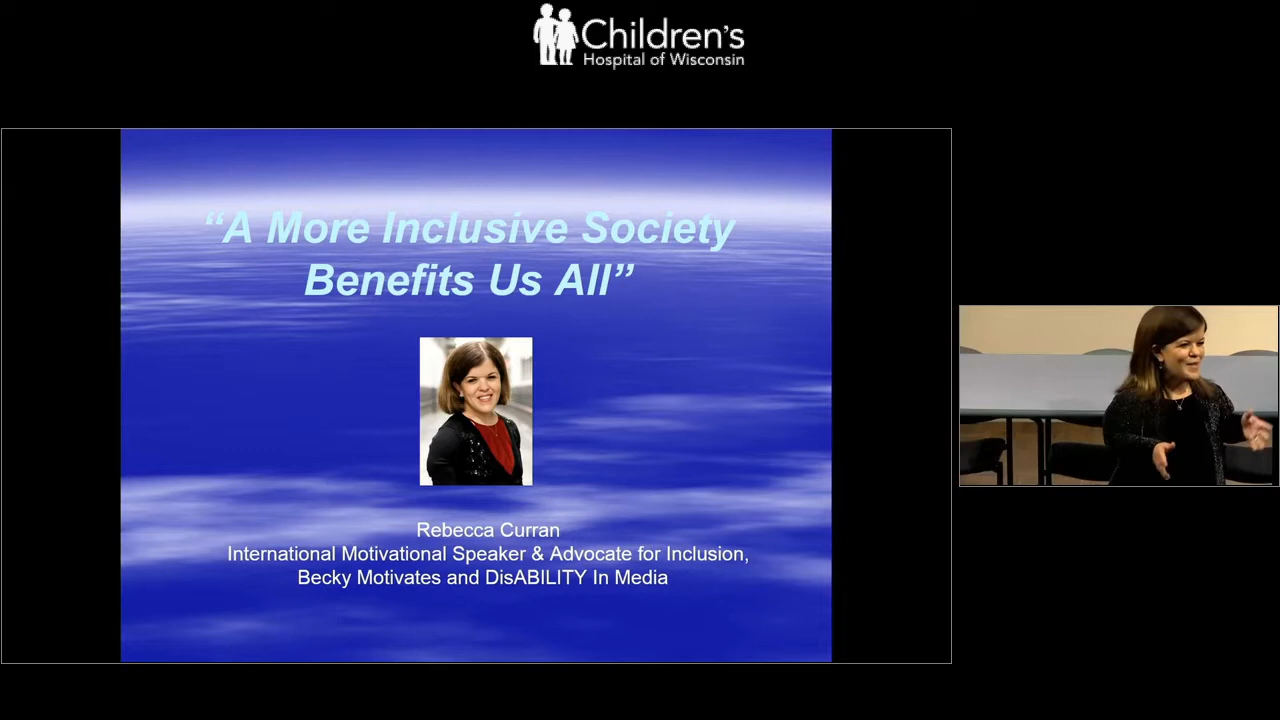 Children's
Hospital of Wisconsin
“A More Inclusive Society
Benefits Us All”
Rebecca Curran
International Motivational Speaker & Advocate for Inclusion,
Becky Motivates and DisABILITY In Media